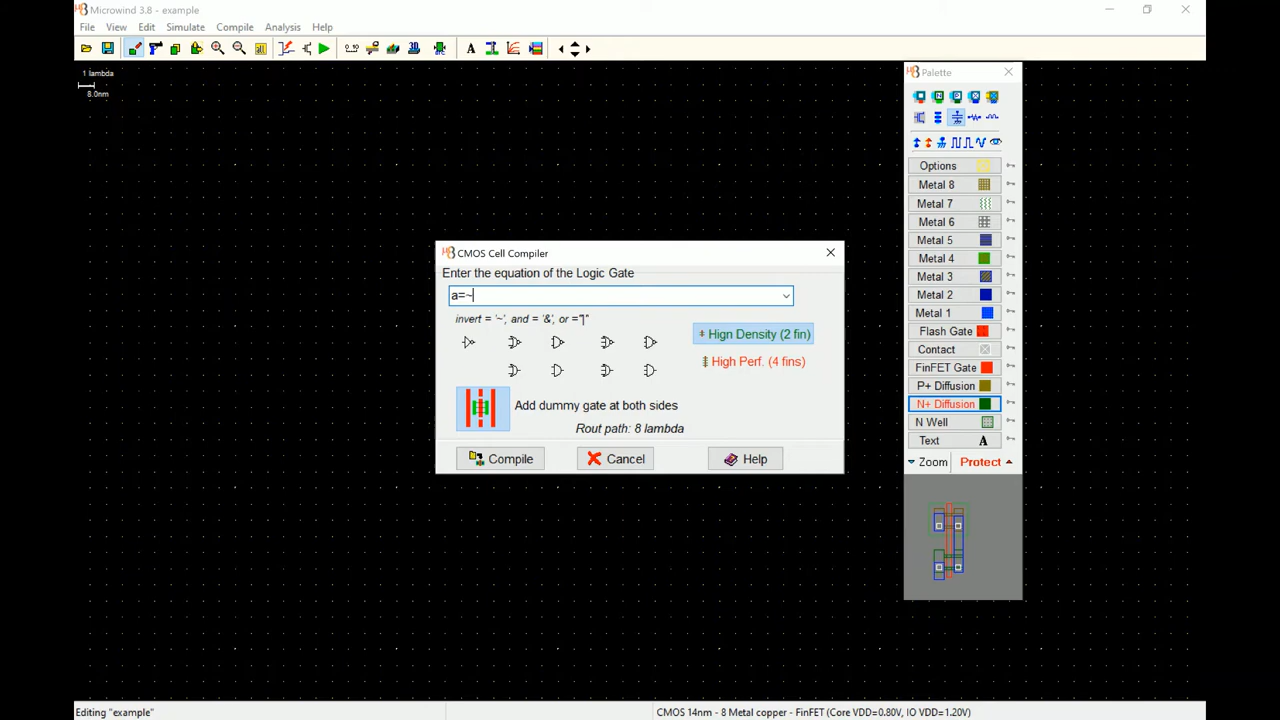 Microwind 3.8 - example
File View Edit Simulate Compile Analysis Help
1 lambda
8.0nm
Palette
Options
Metal 8
Metal 7
Metal 6
Metal 5
Metal 4
Metal 3
Metal 2
Metal 1
Flash Gate
Contact
FinFET Gate
P+ Diffusion
N+ Diffusion
N Well
Text A
Zoom Protect
CMOS Cell Compiler
Enter the equation of the Logic Gate
a=~
invert = '~', and = '&', or ="|"
Hign Density (2 fin)
High Perf. (4 fins)
Add dummy gate at both sides
Rout path: 8 lambda
Compile Cancel Help
Editing "example"
CMOS 14nm - 8 Metal copper - FinFET (Core VDD=0.80V, IO VDD=1.20V)